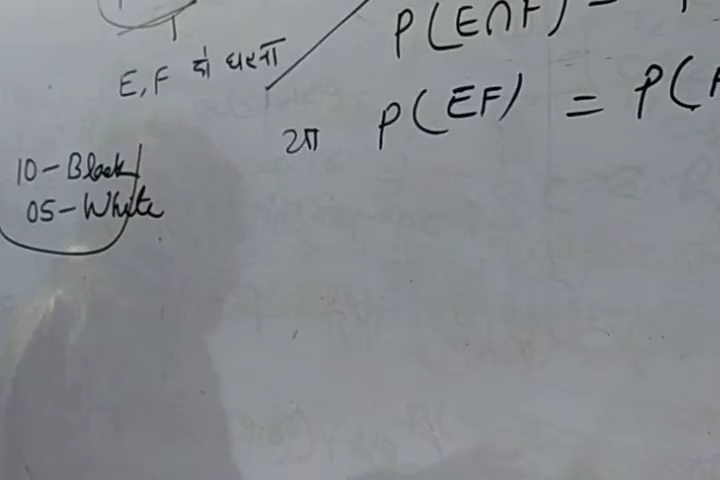 P(E∩F) =
E, F दो घटना
या P(EF) = P(
10-Black
05-White